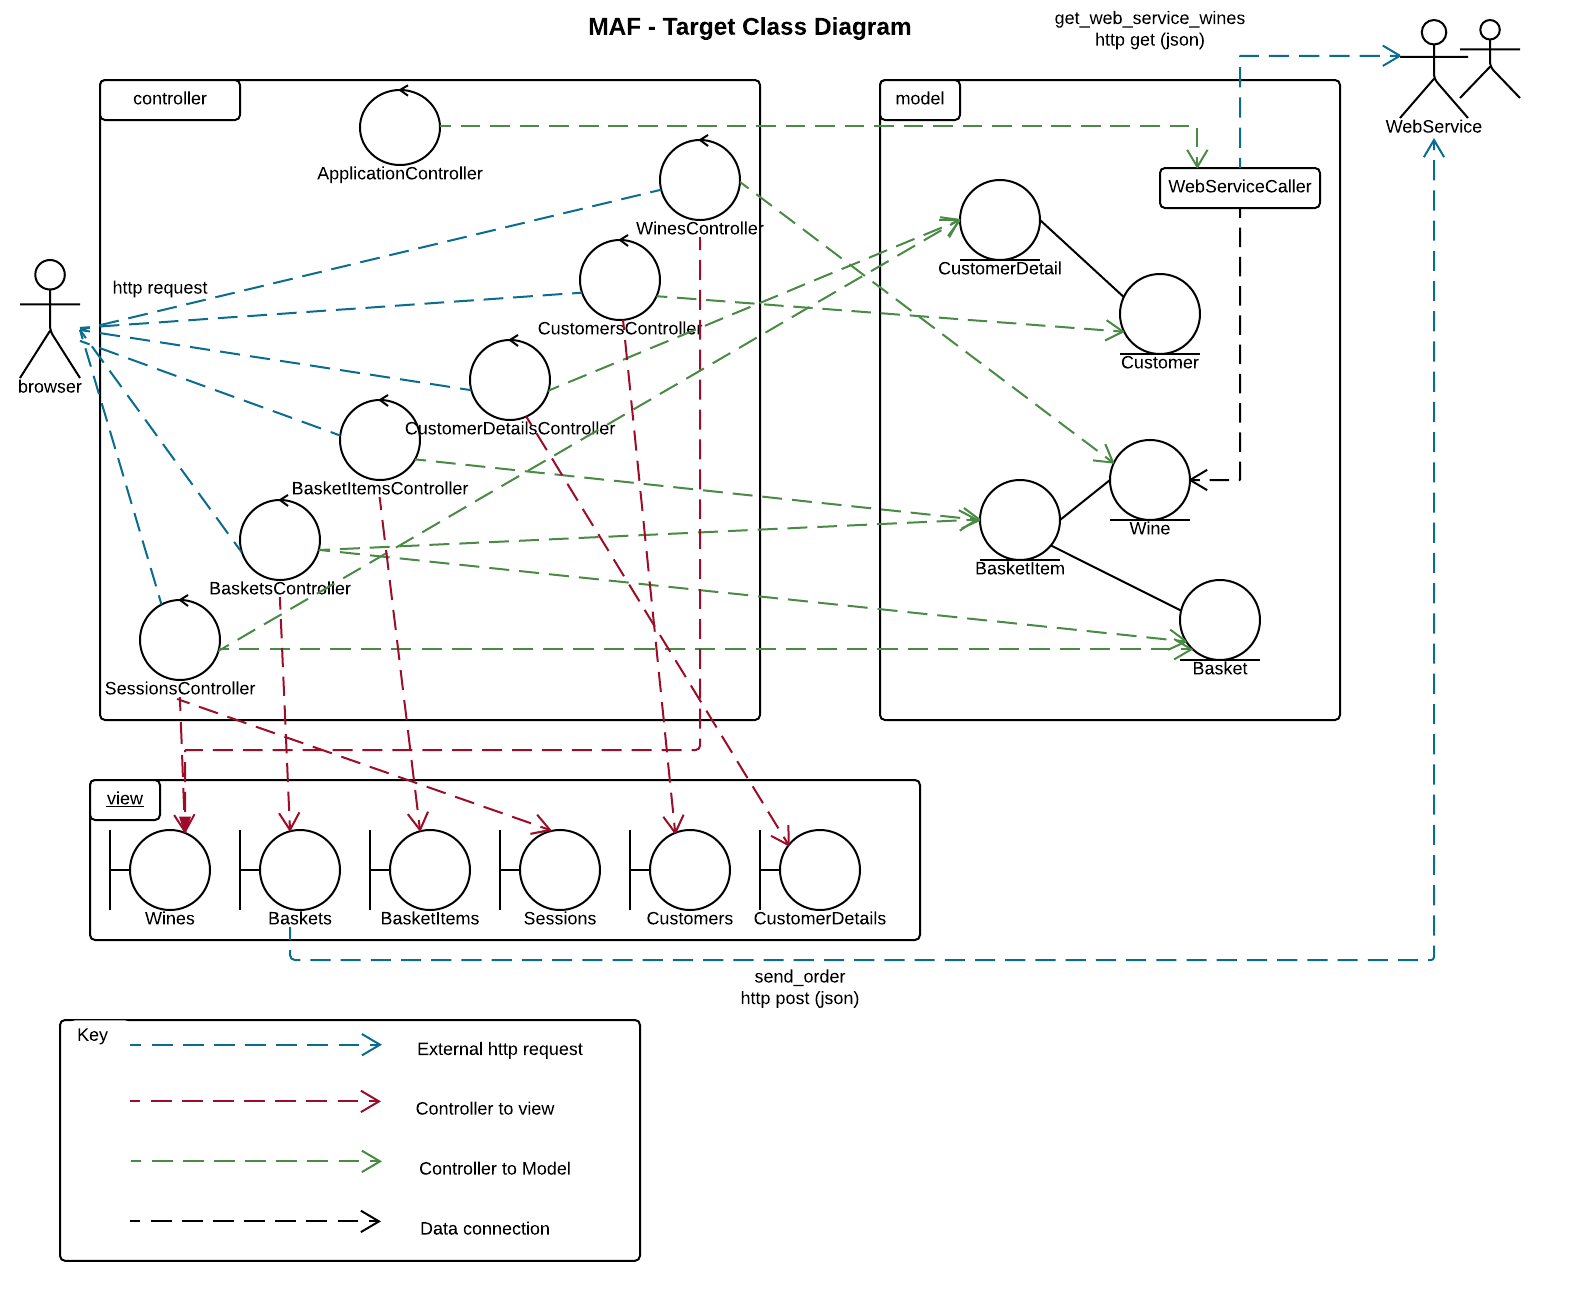 MAF - Target Class Diagram
get_web_service_wines
http get (json)
controller
model
WebService
ApplicationController
WebServiceCaller
WinesController
CustomerDetail
http request
CustomersController
Customer
browser
CustomerDetailsController
BasketItemsController
Wine
BasketItem
BasketsController
Basket
SessionsController
view
Wines
Baskets
BasketItems
Sessions
Customers
CustomerDetails
send_order
http post (json)
Key
External http request
Controller to view
Controller to Model
Data connection